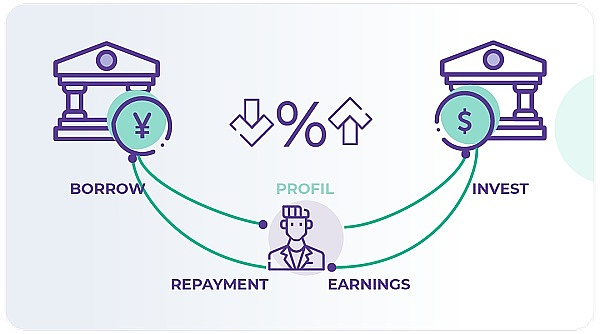 ¥
%
$
BORROW
PROFIL
INVEST
REPAYMENT
EARNINGS